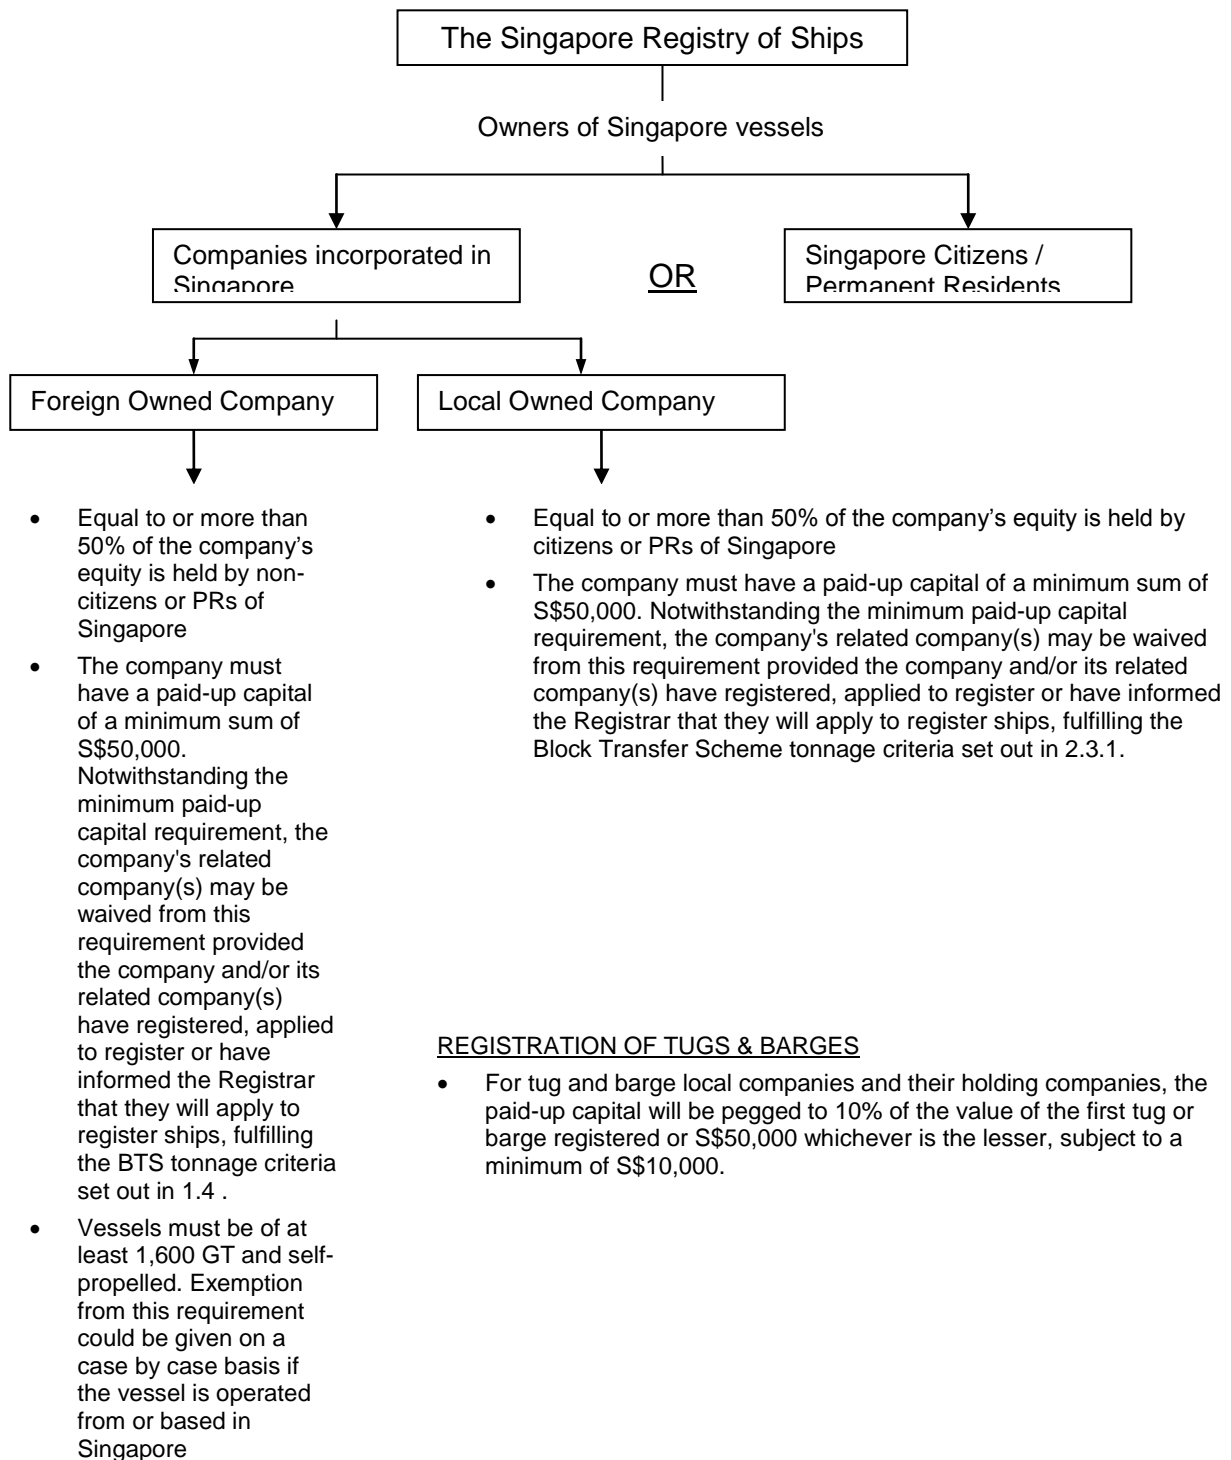 The Singapore Registry of Ships
Owners of Singapore vessels
Companies incorporated in
Singapore
OR
Singapore Citizens /
Permanent Residents
Foreign Owned Company
Local Owned Company
• Equal to or more than
50% of the company's
equity is held by non-
citizens or PRs of
Singapore
• The company must
have a paid-up capital
of a minimum sum of
S$50,000.
Notwithstanding the
minimum paid-up
capital requirement, the
company's related
company(s) may be
waived from this
requirement provided
the company and/or its
related company(s)
have registered, applied
to register or have
informed the Registrar
that they will apply to
register ships, fulfilling
the BTS tonnage criteria
set out in 1.4 .
• Vessels must be of at
least 1,600 GT and self-
propelled. Exemption
from this requirement
could be given on a
case by case basis if
the vessel is operated
from or based in
Singapore
• Equal to or more than 50% of the company's equity is held by
citizens or PRs of Singapore
• The company must have a paid-up capital of a minimum sum of
S$50,000. Notwithstanding the minimum paid-up capital
requirement, the company's related company(s) may be waived
from this requirement provided the company and/or its related
company(s) have registered, applied to register or have informed
the Registrar that they will apply to register ships, fulfilling the
Block Transfer Scheme tonnage criteria set out in 2.3.1.
REGISTRATION OF TUGS & BARGES
• For tug and barge local companies and their holding companies, the
paid-up capital will be pegged to 10% of the value of the first tug or
barge registered or S$50,000 whichever is the lesser, subject to a
minimum of S$10,000.